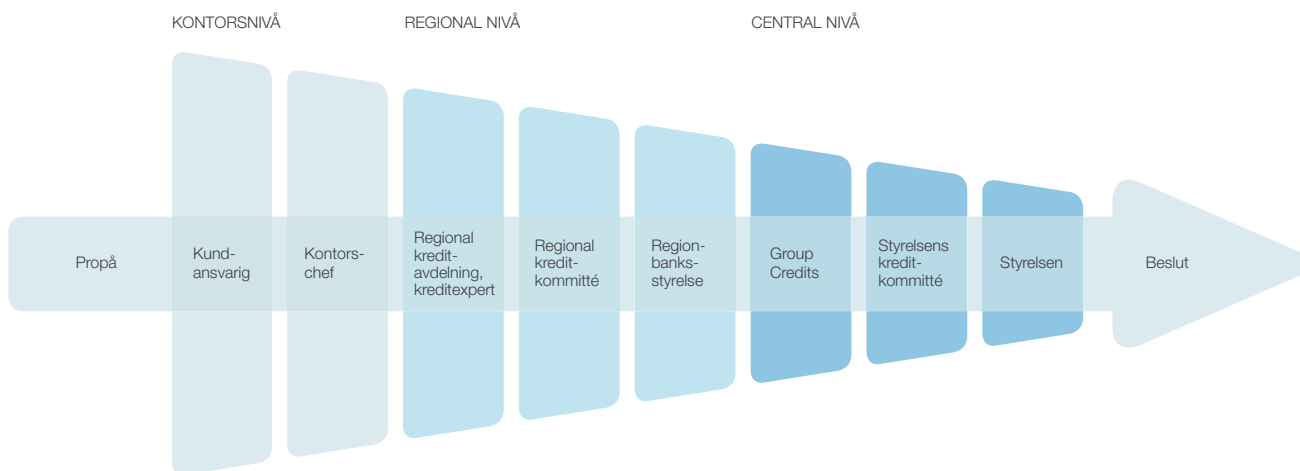 KONTORSNIVÅ
REGIONAL NIVÅ
CENTRAL NIVÅ
Propå
Kund-
ansvarig
Kontors-
chef
Regional
kredit-
avdelning,
kreditexpert
Regional
kredit-
kommitté
Region-
banks-
styrelse
Group
Credits
Styrelsens
kredit-
kommitté
Styrelsen
Beslut